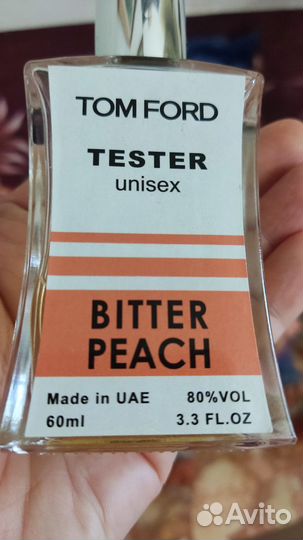 TOM FORD
TESTER
unisex
BITTER
PEACH
Made in UAE 80%VOL
60ml 3.3 FL.OZ
Avito